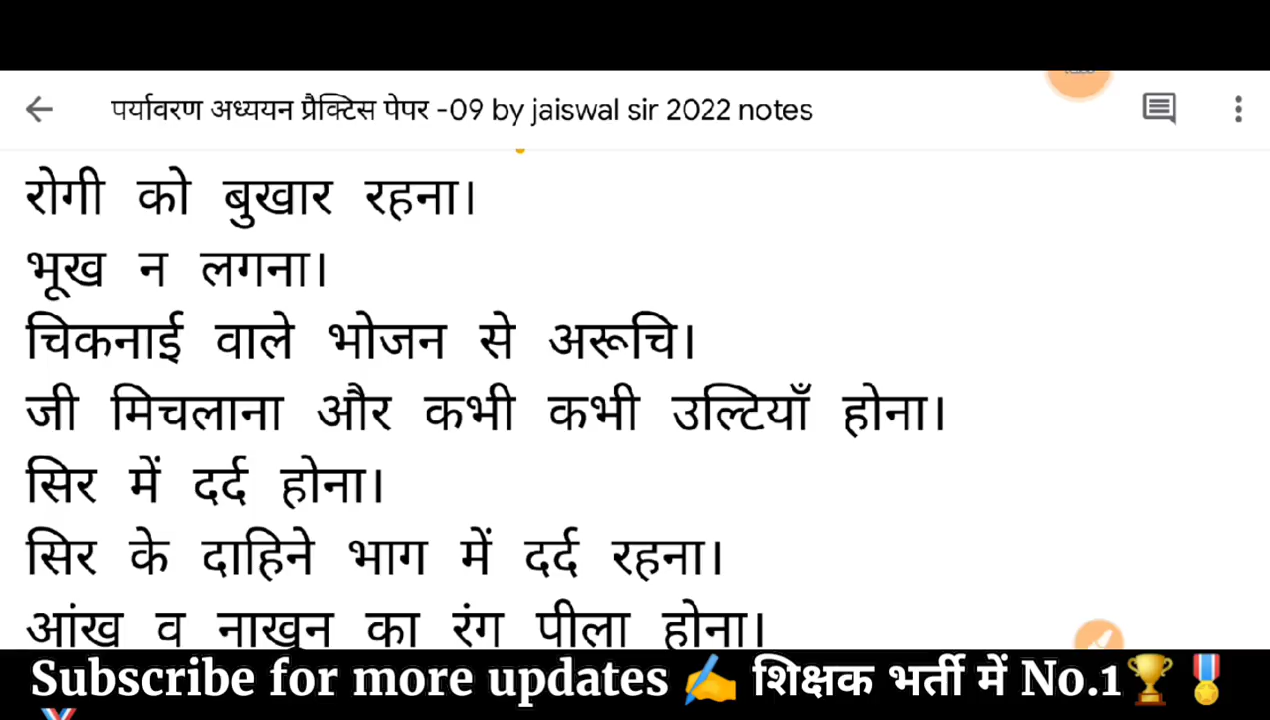 पर्यावरण अध्ययन प्रैक्टिस पेपर -09 by jaiswal sir 2022 notes
रोगी को बुखार रहना।
भूख न लगना।
चिकनाई वाले भोजन से अरूचि।
जी मिचलाना और कभी कभी उल्टियाँ होना।
सिर में दर्द होना।
सिर के दाहिने भाग में दर्द रहना।
आंख व नाखून का रंग पीला होना।
Subscribe for more updates ✍️ शिक्षक भर्ती में No.1🏆🎖️